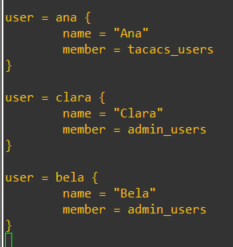 user = ana {
name = "Ana"
member = tacacs_users
}
user = clara {
name = "Clara"
member = admin_users
}
user = bela {
name = "Bela"
member = admin_users
}